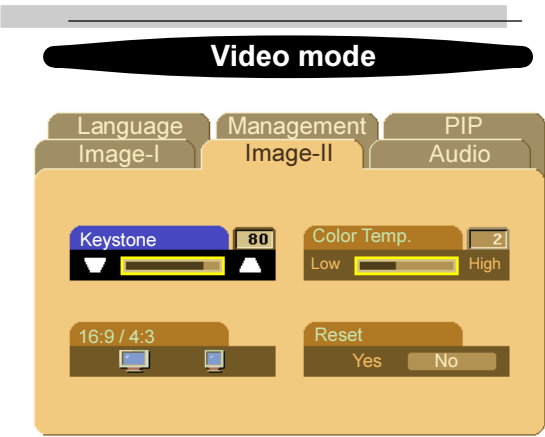 Video mode
Language Management PIP
Image-I Image-II Audio
Keystone 80
Color Temp. 2
Low High
16:9 / 4:3
Reset
Yes No